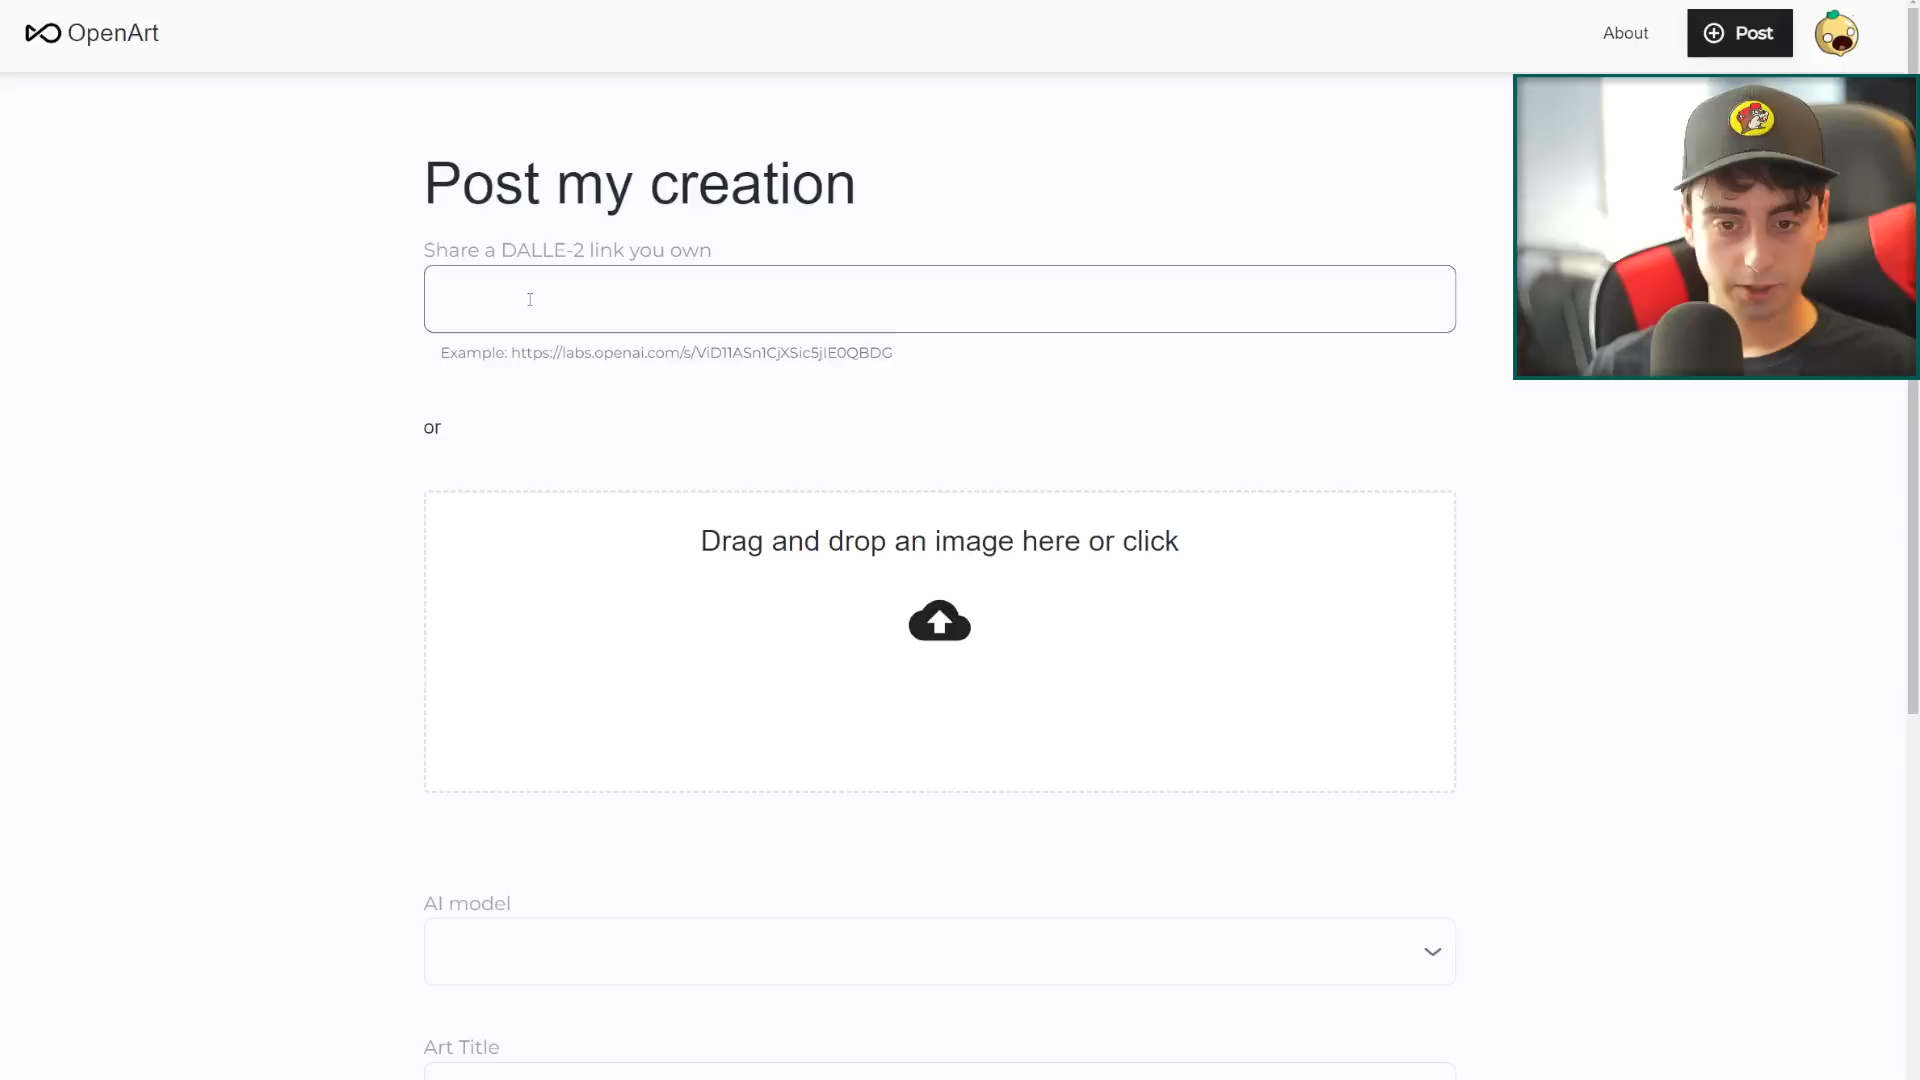 OpenArt
About
Post
Post my creation
Share a DALLE-2 link you own
Example: https://labs.openai.com/s/ViD11ASn1CjXSic5jIE0QBDG
or
Drag and drop an image here or click
AI model
Art Title